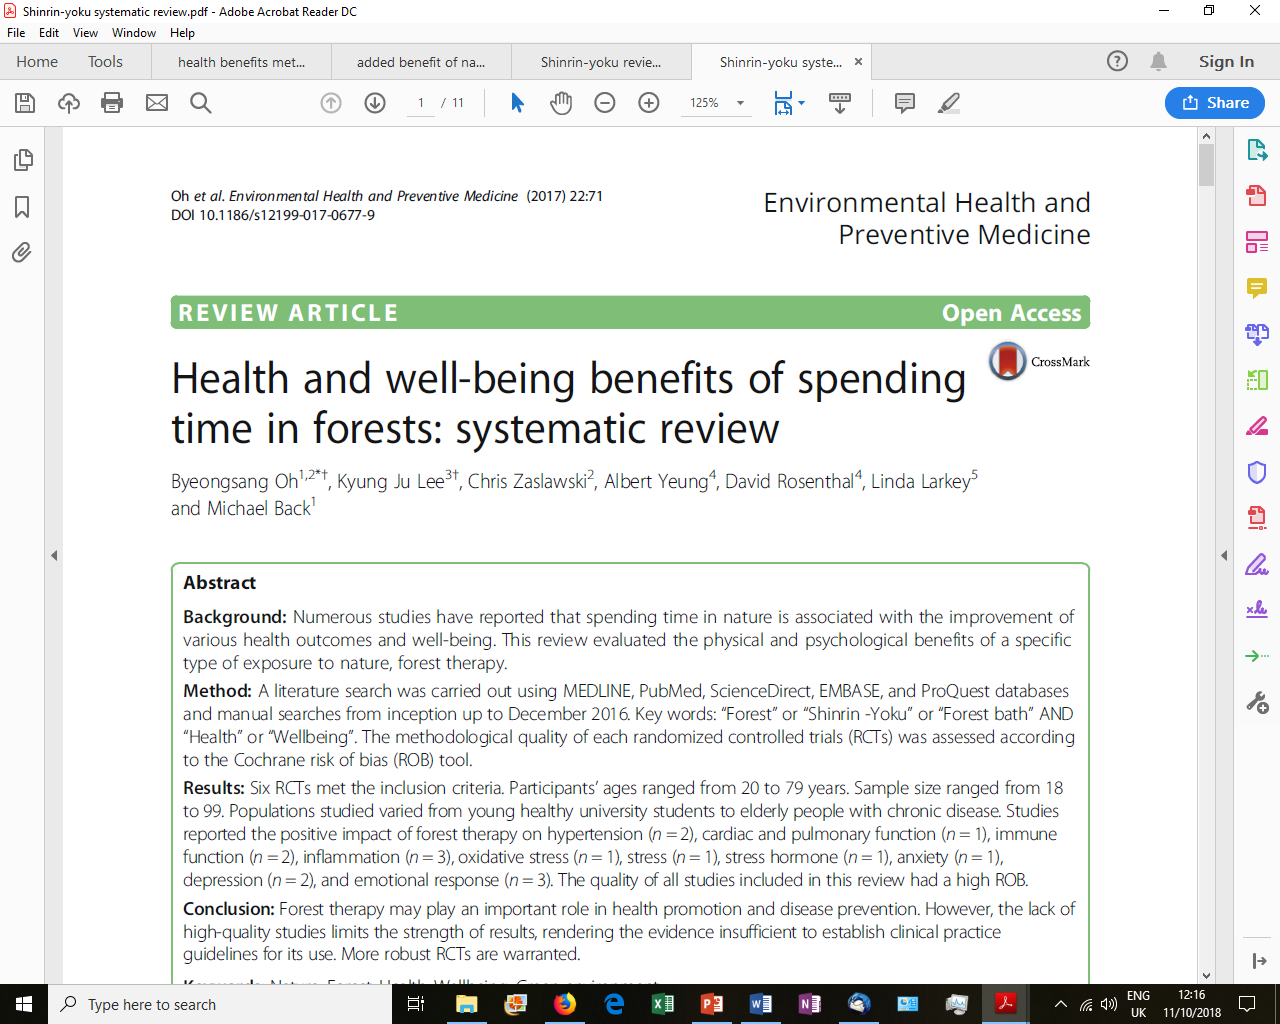 Shinrin-yoku systematic review.pdf - Adobe Acrobat Reader DC
File Edit View Window Help
Home Tools health benefits met... added benefit of na... Shinrin-yoku revie... Shinrin-yoku syste... Sign In
1 / 11 125% Share
Oh et al. Environmental Health and Preventive Medicine (2017) 22:71
DOI 10.1186/s12199-017-0677-9
Environmental Health and
Preventive Medicine
REVIEW ARTICLE Open Access
CrossMark
Health and well-being benefits of spending
time in forests: systematic review
Byeongsang Oh1,2*†, Kyung Ju Lee3†, Chris Zaslawski2, Albert Yeung4, David Rosenthal4, Linda Larkey5
and Michael Back1
Abstract
Background: Numerous studies have reported that spending time in nature is associated with the improvement of
various health outcomes and well-being. This review evaluated the physical and psychological benefits of a specific
type of exposure to nature, forest therapy.
Method: A literature search was carried out using MEDLINE, PubMed, ScienceDirect, EMBASE, and ProQuest databases
and manual searches from inception up to December 2016. Key words: “Forest” or “Shinrin -Yoku” or “Forest bath” AND
“Health” or “Wellbeing”. The methodological quality of each randomized controlled trials (RCTs) was assessed according
to the Cochrane risk of bias (ROB) tool.
Results: Six RCTs met the inclusion criteria. Participants’ ages ranged from 20 to 79 years. Sample size ranged from 18
to 99. Populations studied varied from young healthy university students to elderly people with chronic disease. Studies
reported the positive impact of forest therapy on hypertension (n = 2), cardiac and pulmonary function (n = 1), immune
function (n = 2), inflammation (n = 3), oxidative stress (n = 1), stress (n = 1), stress hormone (n = 1), anxiety (n = 1),
depression (n = 2), and emotional response (n = 3). The quality of all studies included in this review had a high ROB.
Conclusion: Forest therapy may play an important role in health promotion and disease prevention. However, the lack of
high-quality studies limits the strength of results, rendering the evidence insufficient to establish clinical practice
guidelines for its use. More robust RCTs are warranted.
Keywords: Nature, Forest, Health, Wellbeing, Green environment
Type here to search
ENG
UK
12:16
11/10/2018